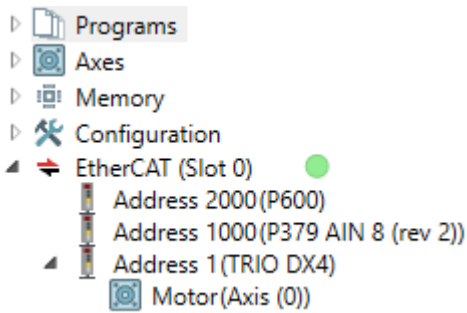 Programs
Axes
Memory
Configuration
EtherCAT (Slot 0)
Address 2000(P600)
Address 1000(P379 AIN 8 (rev 2))
Address 1(TRIO DX4)
Motor(Axis (0))